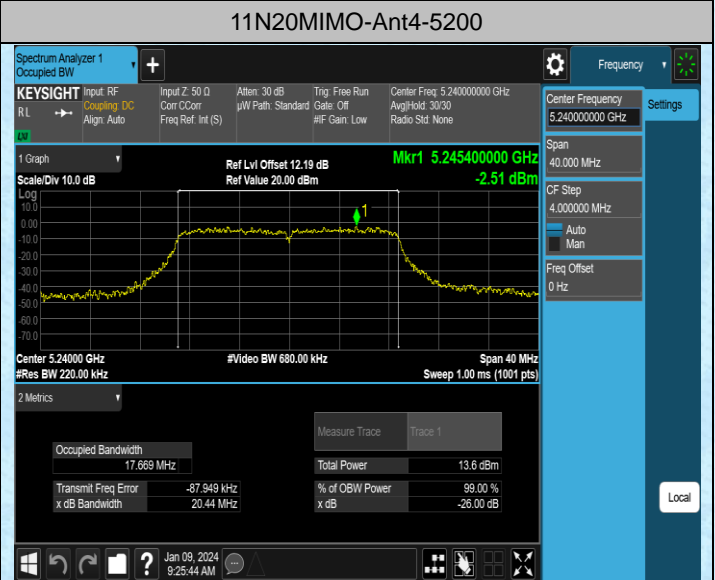 11N20MIMO-Ant4-5200
Spectrum Analyzer 1
Occupied BW
Frequency
KEYSIGHT
RL
Input: RF
Coupling: DC
Align: Auto
Input Z: 50 Ω
Corr CCorr
Freq Ref: Int (S)
Atten: 30 dB
µW Path: Standard
Trig: Free Run
Gate: Off
#IF Gain: Low
Center Freq: 5.240000000 GHz
Avg|Hold: 30/30
Radio Std: None
Center Frequency
5.240000000 GHz
Settings
Span
40.000 MHz
CF Step
4.000000 MHz
Auto
Man
Freq Offset
0 Hz
1 Graph
Scale/Div 10.0 dB
Ref Lvl Offset 12.19 dB
Ref Value 20.00 dBm
Mkr1 5.245400000 GHz
-2.51 dBm
Log
10.0
0.00
-10.0
-20.0
-30.0
-40.0
-50.0
-60.0
-70.0
1
Center 5.24000 GHz
#Res BW 220.00 kHz
#Video BW 680.00 kHz
Span 40 MHz
Sweep 1.00 ms (1001 pts)
2 Metrics
Measure Trace Trace 1
Occupied Bandwidth
17.669 MHz
Total Power 13.6 dBm
Transmit Freq Error -87.949 kHz
% of OBW Power 99.00 %
x dB Bandwidth 20.44 MHz
x dB -26.00 dB
Local
?
Jan 09, 2024
9:25:44 AM